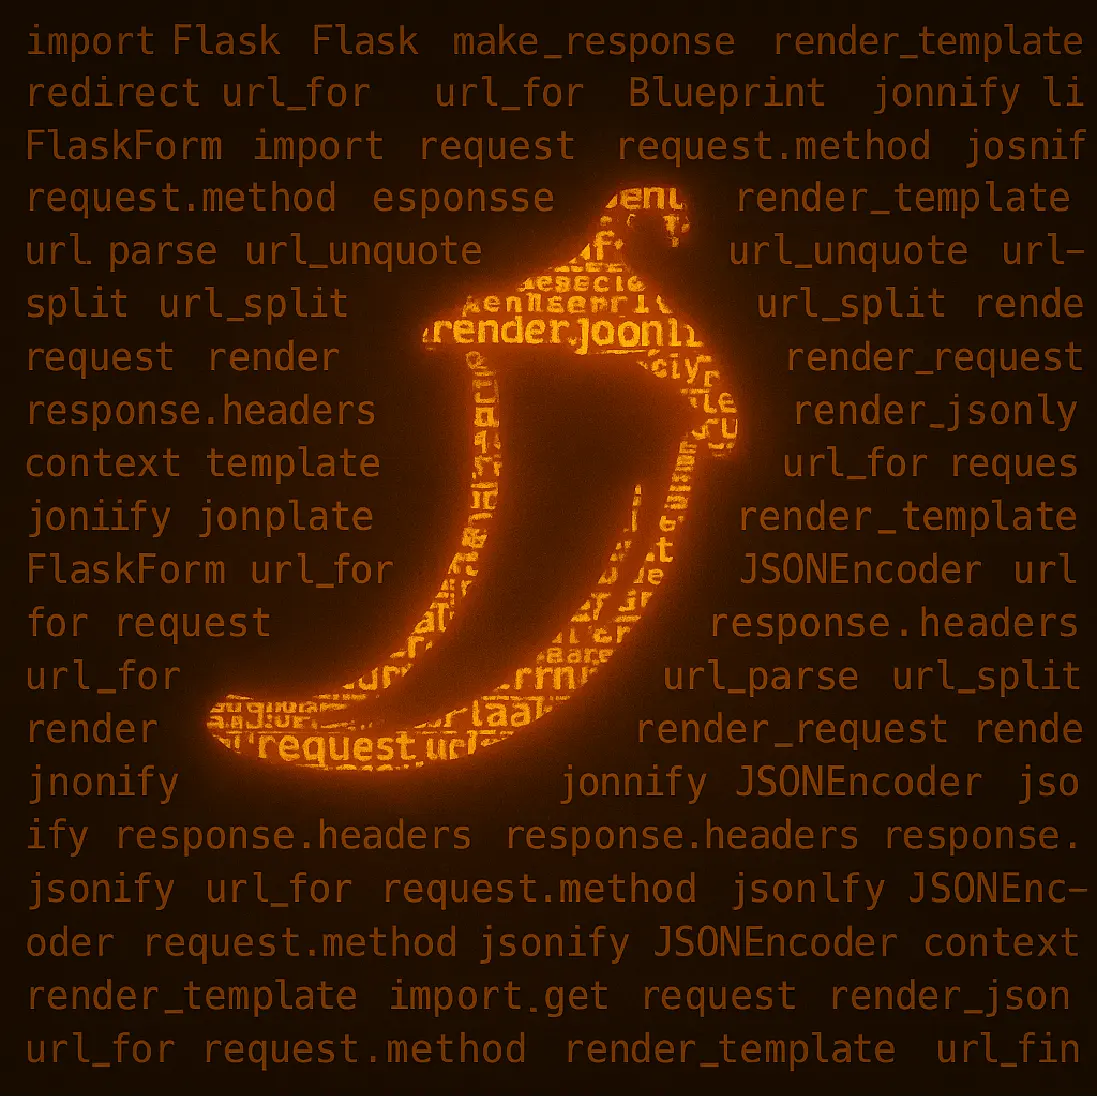 import Flask Flask make_response render_template
redirect url_for url_for Blueprint jonnify li
FlaskForm import request request.method josnif
request.method esponsse render_template
url parse url_unquote url_unquote url-
split url_split url_split rende
renderjoonl
request render render_request
response.headers render_jsonly
context template url_for reques
joniify jonplate render_template
FlaskForm url_for JSONEncoder url
for request response.headers
url_for url_parse url_split
render render_request rende
request url
jnonify jonnify JSONEncoder jso
ify response.headers response.headers response.
jsonify url_for request.method jsonlfy JSONEnc-
oder request.method jsonify JSONEncoder context
render_template import.get request render_json
url_for request.method render_template url_fin